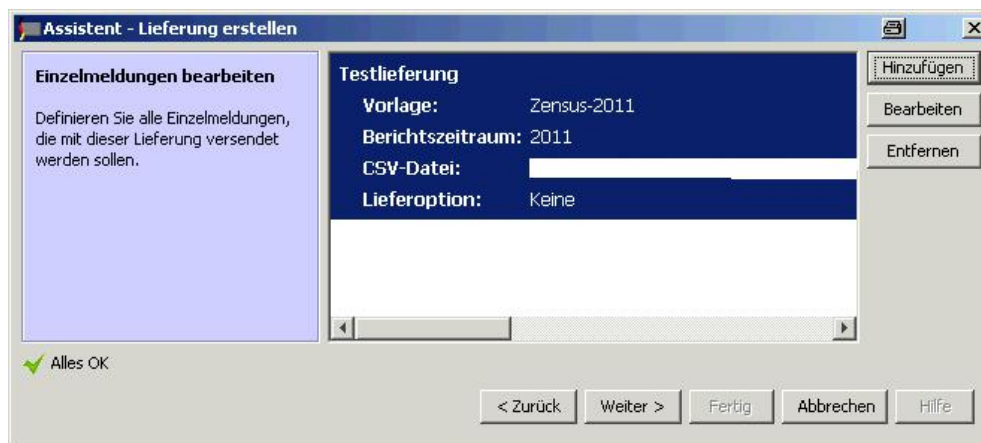 Assistent - Lieferung erstellen
Einzelmeldungen bearbeiten
Definieren Sie alle Einzelmeldungen,
die mit dieser Lieferung versendet
werden sollen.
Testlieferung
Vorlage: Zensus-2011
Berichtszeitraum: 2011
CSV-Datei:
Lieferoption: Keine
Hinzufügen
Bearbeiten
Entfernen
Alles OK
< Zurück
Weiter >
Fertig
Abbrechen
Hilfe